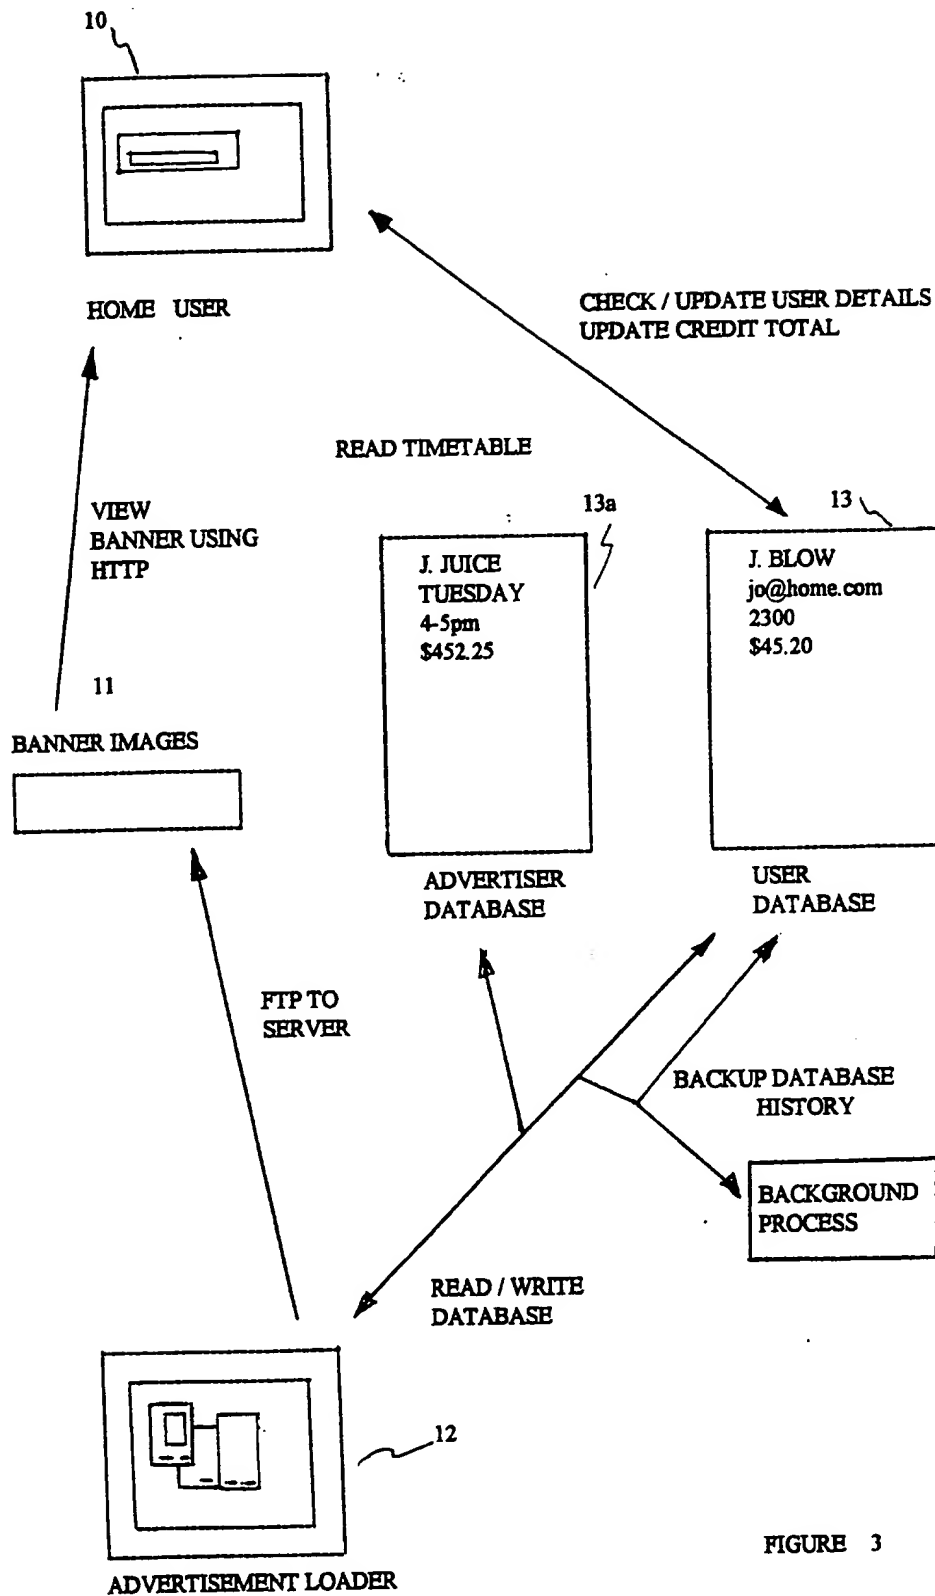 10
HOME USER
CHECK / UPDATE USER DETAILS
UPDATE CREDIT TOTAL
READ TIMETABLE
VIEW
BANNER USING
HTTP
13a
13
J. JUICE
TUESDAY
4-5pm
$452.25
J. BLOW
jo@home.com
2300
$45.20
11
BANNER IMAGES
ADVERTISER
DATABASE
USER
DATABASE
FTP TO
SERVER
BACKUP DATABASE
HISTORY
BACKGROUND
PROCESS
READ / WRITE
DATABASE
12
ADVERTISEMENT LOADER
FIGURE 3